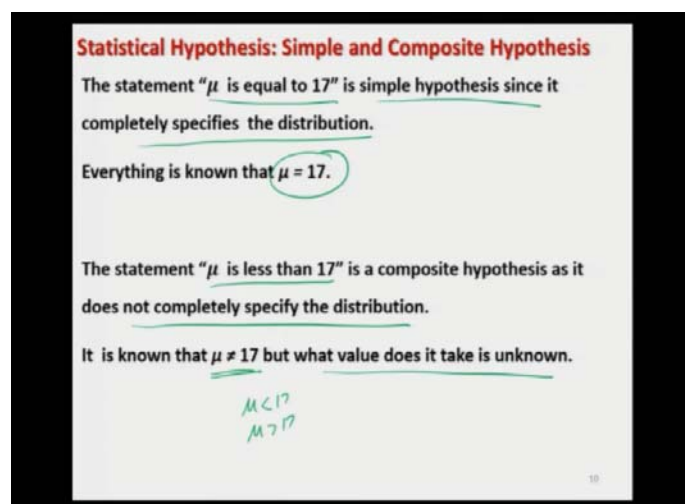 Statistical Hypothesis: Simple and Composite Hypothesis
The statement “μ is equal to 17” is simple hypothesis since it
completely specifies the distribution.
Everything is known that μ = 17.
The statement “μ is less than 17” is a composite hypothesis as it
does not completely specify the distribution.
It is known that μ ≠ 17 but what value does it take is unknown.
μ < 17
μ > 17
10